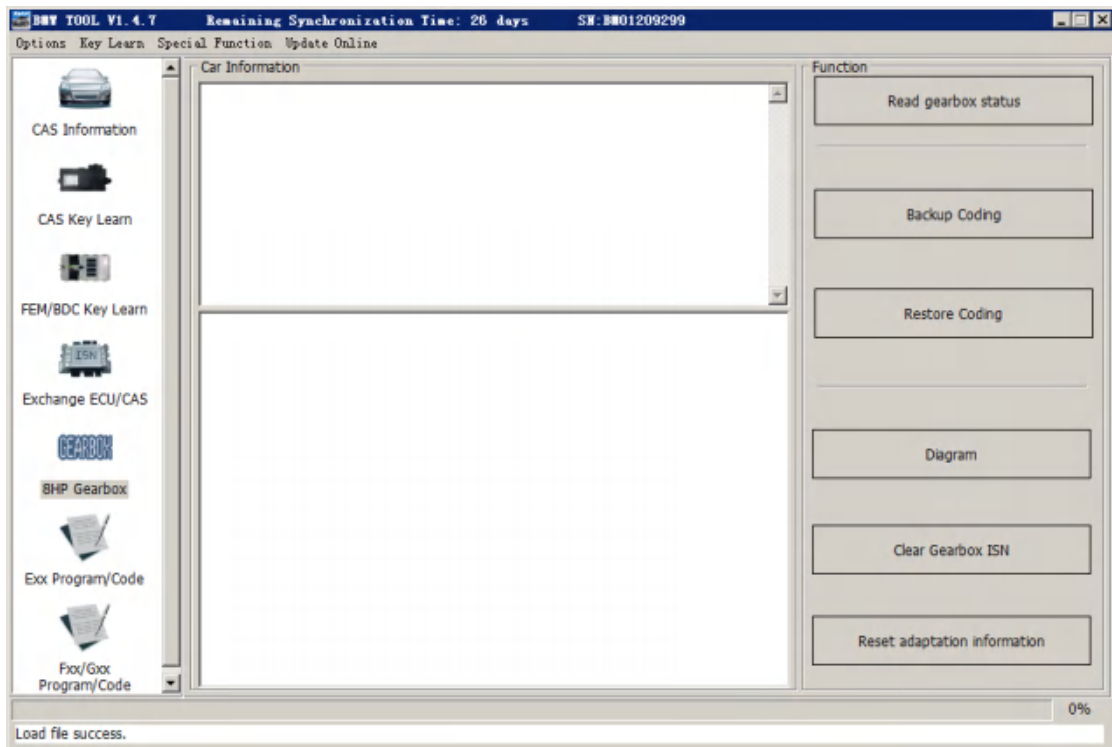 BMW TOOL V1.4.7 Remaining Synchronization Time: 26 days SN:BM01209299
Options Key Learn Special Function Update Online
CAS Information
CAS Key Learn
FEM/BDC Key Learn
ISN
Exchange ECU/CAS
GEARBOX
8HP Gearbox
Exx Program/Code
Fxx/Gxx
Program/Code
Car Information
Function
Read gearbox status
Backup Coding
Restore Coding
Diagram
Clear Gearbox ISN
Reset adaptation information
0%
Load file success.